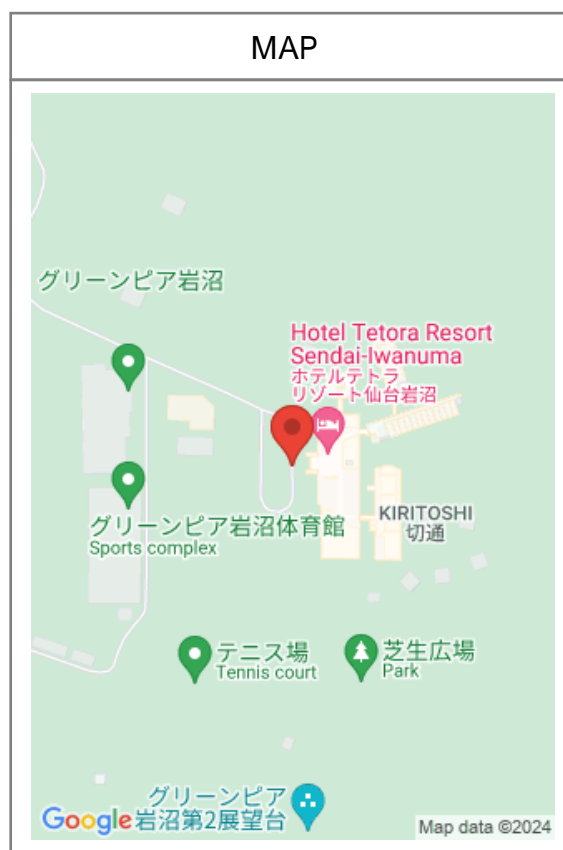 MAP
グリーンピア岩沼
Hotel Tetora Resort
Sendai-Iwanuma
ホテルテトラ
リゾート仙台岩沼
KIRITOSHI
切通
グリーンピア岩沼体育館
Sports complex
テニス場
Tennis court
芝生広場
Park
グリーンピア
岩沼第2展望台
Google
Map data ©2024